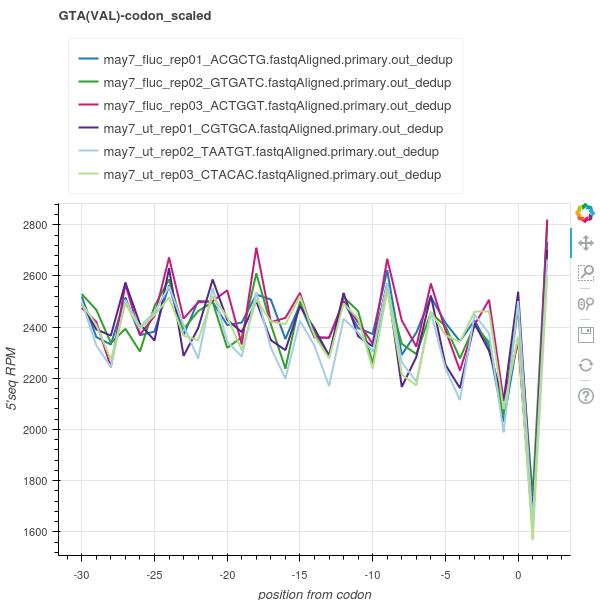 GTA(VAL)-codon_scaled
may7_fluc_rep01_ACGCTG.fastqAligned.primary.out_dedup
may7_fluc_rep02_GTGATC.fastqAligned.primary.out_dedup
may7_fluc_rep03_ACTGGT.fastqAligned.primary.out_dedup
may7_ut_rep01_CGTGCA.fastqAligned.primary.out_dedup
may7_ut_rep02_TAATGT.fastqAligned.primary.out_dedup
may7_ut_rep03_CTACAC.fastqAligned.primary.out_dedup
2800
2600
2400
2200
2000
1800
1600
5'seq RPM
-30 -25 -20 -15 -10 -5 0
position from codon